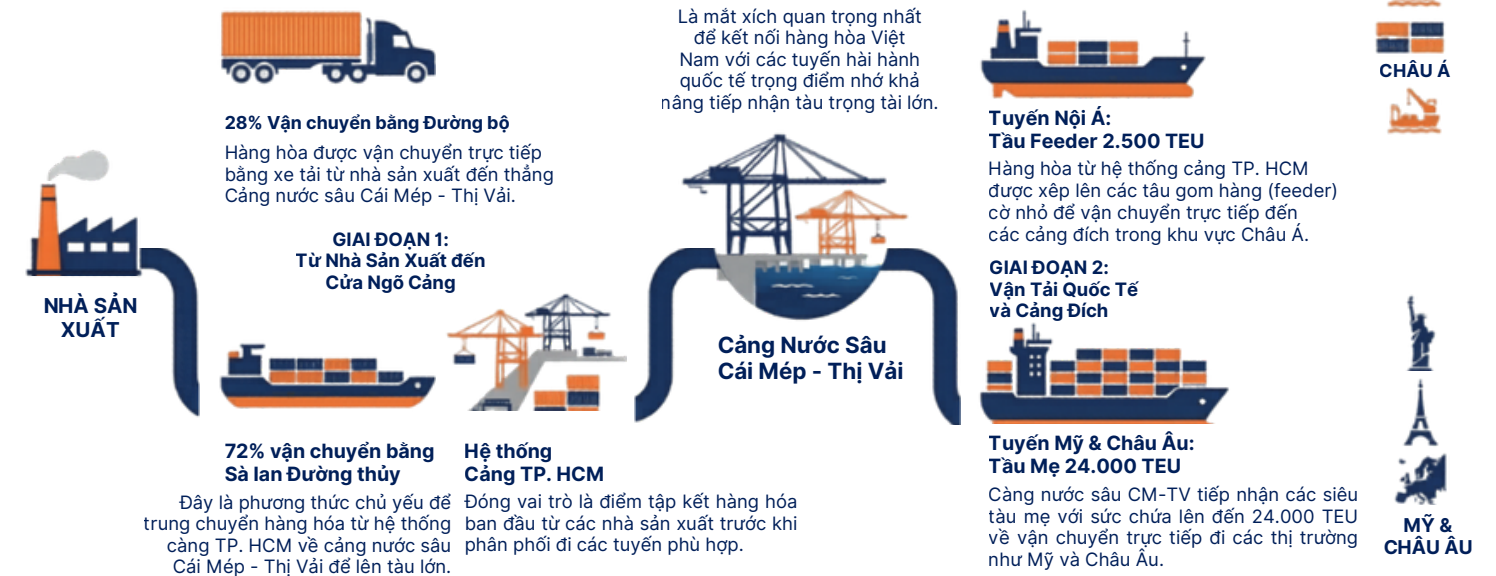 28% Vận chuyển bằng Đường bộ
Hàng hòa được vận chuyển trực tiếp
bằng xe tải từ nhà sản xuất đến thẳng
Cảng nước sâu Cái Mép - Thị Vải.
GIAI ĐOẠN 1:
Từ Nhà Sản Xuất đến
Cửa Ngõ Cảng
NHÀ SẢN
XUẤT
72% vận chuyển bằng
Sà lan Đường thủy
Đây là phương thức chủ yếu để
trung chuyển hàng hóa từ hệ thống
càng TP. HCM về cảng nước sâu
Cái Mép - Thị Vải để lên tàu lớn.
Hệ thống
Cảng TP. HCM
Đóng vai trò là điểm tập kết hàng hóa
ban đầu từ các nhà sản xuất trước khi
phân phối đi các tuyến phù hợp.
Là mắt xích quan trọng nhất
để kết nối hàng hòa Việt
Nam với các tuyến hài hành
quốc tế trọng điểm nhớ khả
nâng tiếp nhận tàu trọng tài lớn.
Cảng Nước Sâu
Cái Mép - Thị Vải
Tuyến Nội Á:
Tầu Feeder 2.500 TEU
Hàng hóa từ hệ thống cảng TP. HCM
được xếp lên các tâu gom hàng (feeder)
cờ nhỏ để vận chuyển trực tiếp đến
các cảng đích trong khu vực Châu Á.
GIAI ĐOẠN 2:
Vận Tải Quốc Tế
và Cảng Đích
Tuyến Mỹ & Châu Âu:
Tầu Mẹ 24.000 TEU
Càng nước sâu CM-TV tiếp nhận các siêu
tàu mẹ với sức chứa lên đến 24.000 TEU
về vận chuyển trực tiếp đi các thị trường
như Mỹ và Châu Âu.
CHÂU Á
MỸ &
CHÂU ÂU